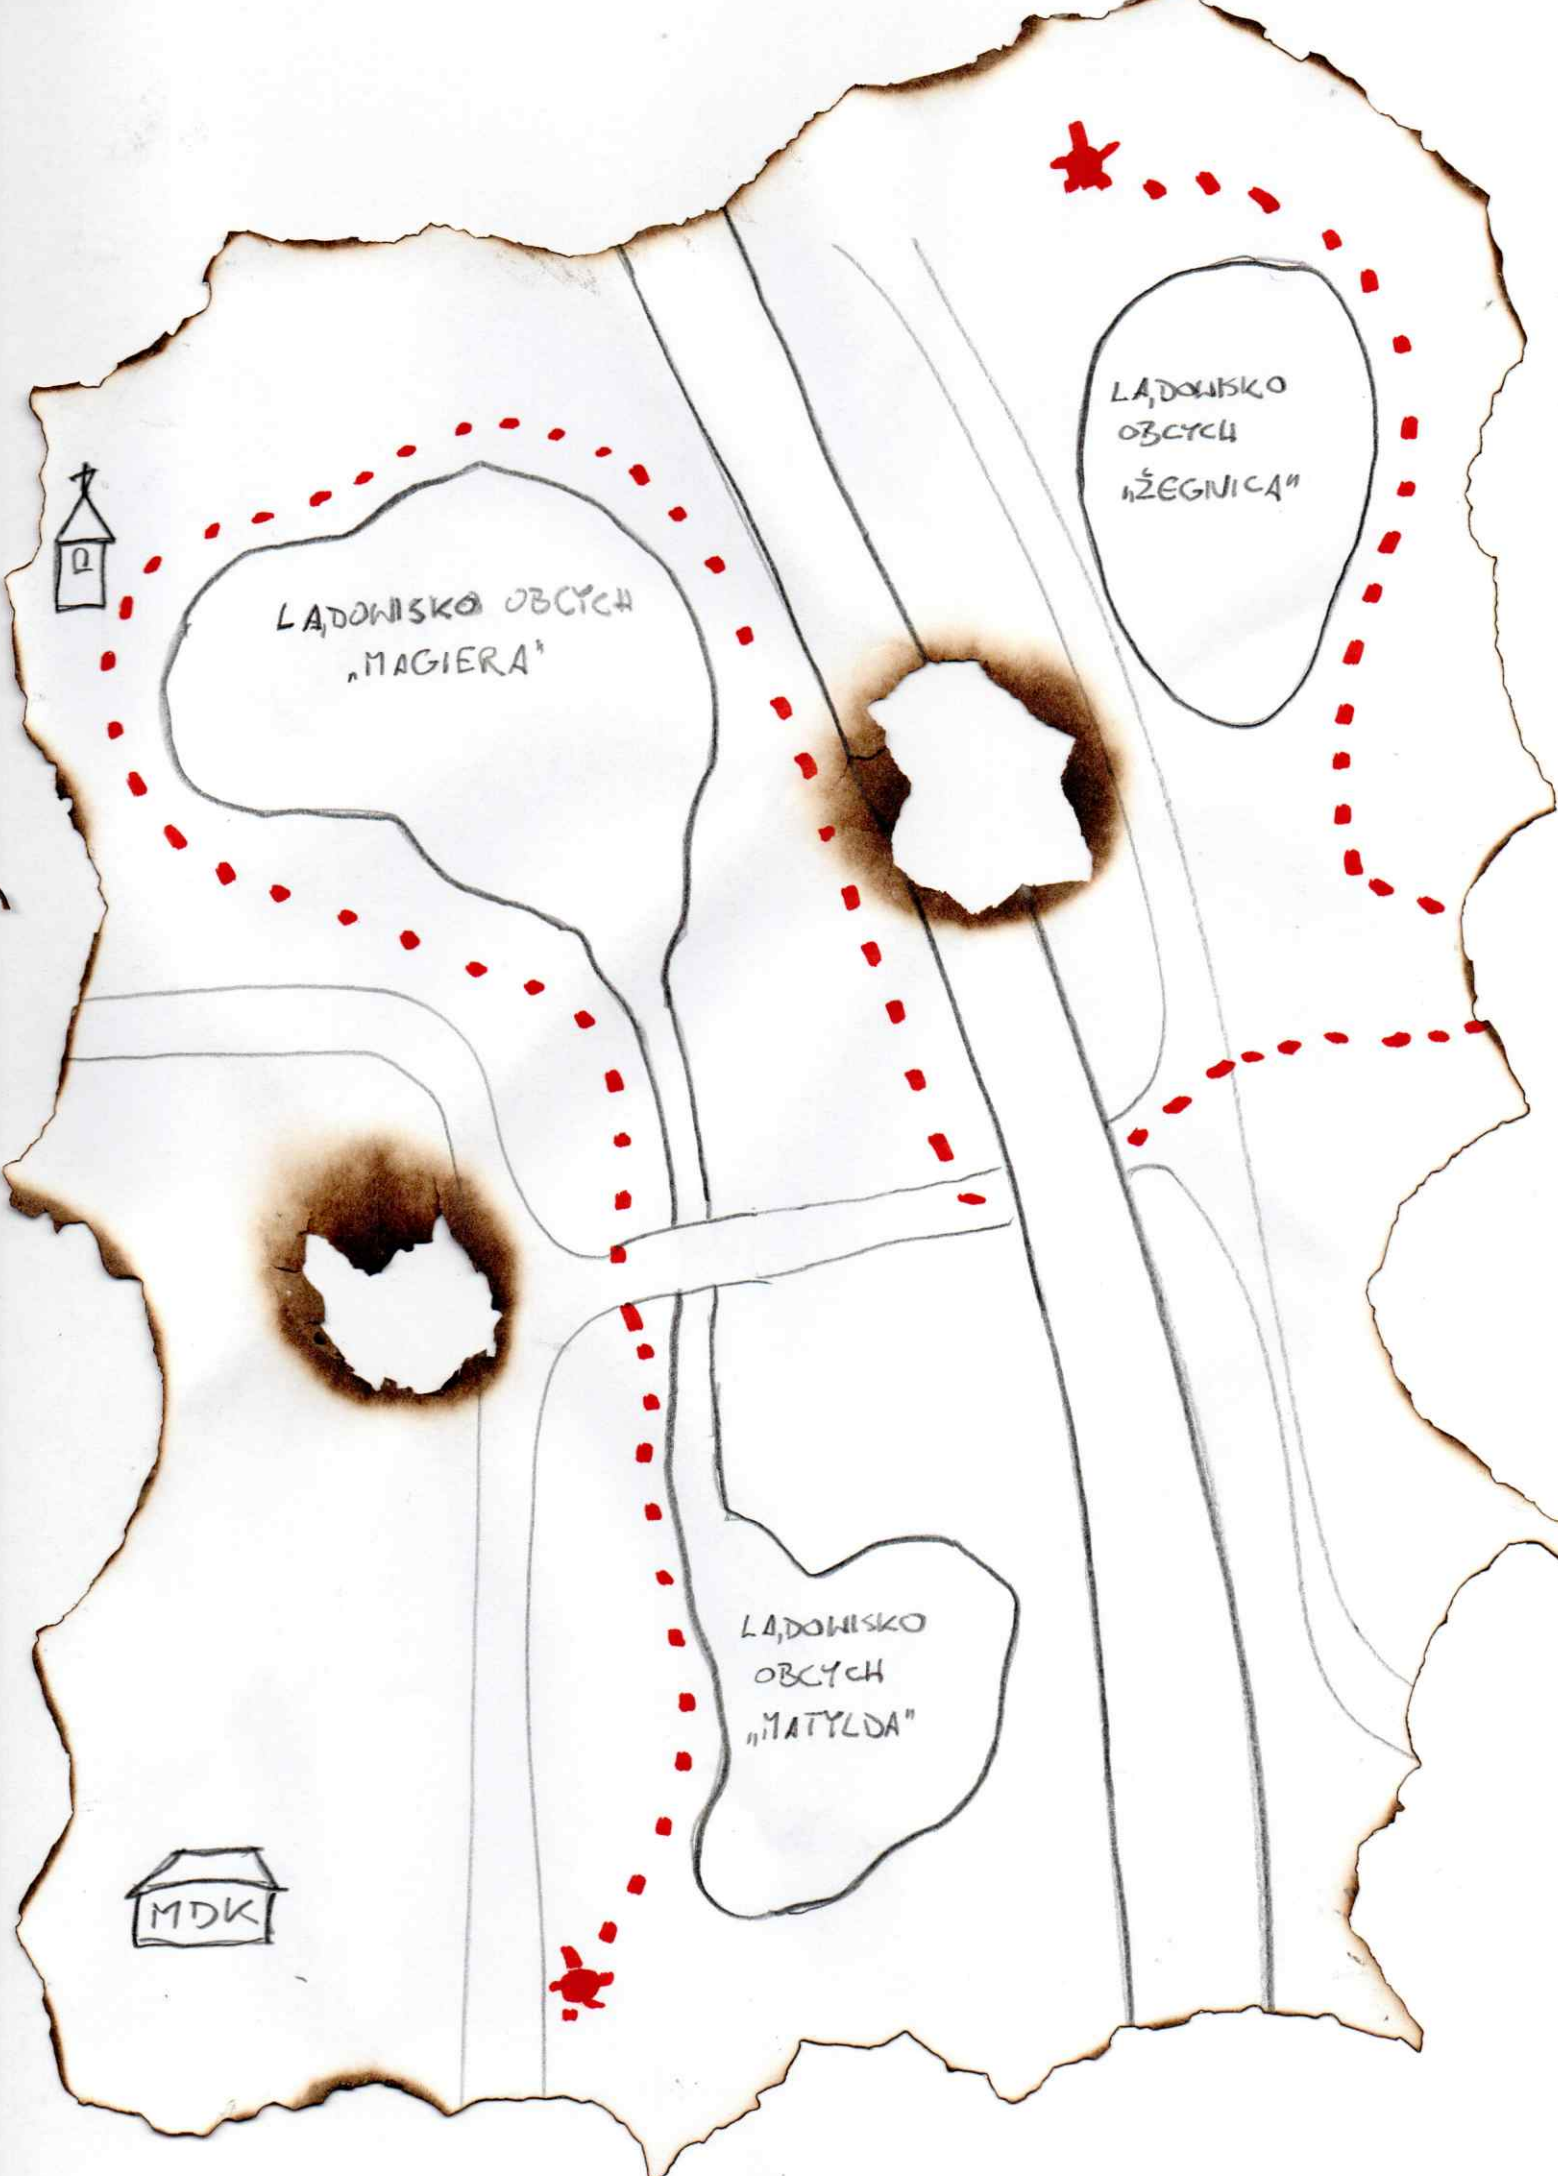 LĄDOWISKO
OBCYCH
„ŻEGNICA"
LĄDOWISKO OBCYCH
„MAGIERA"
LĄDOWISKO
OBCYCH
„MATYLDA"
MDK